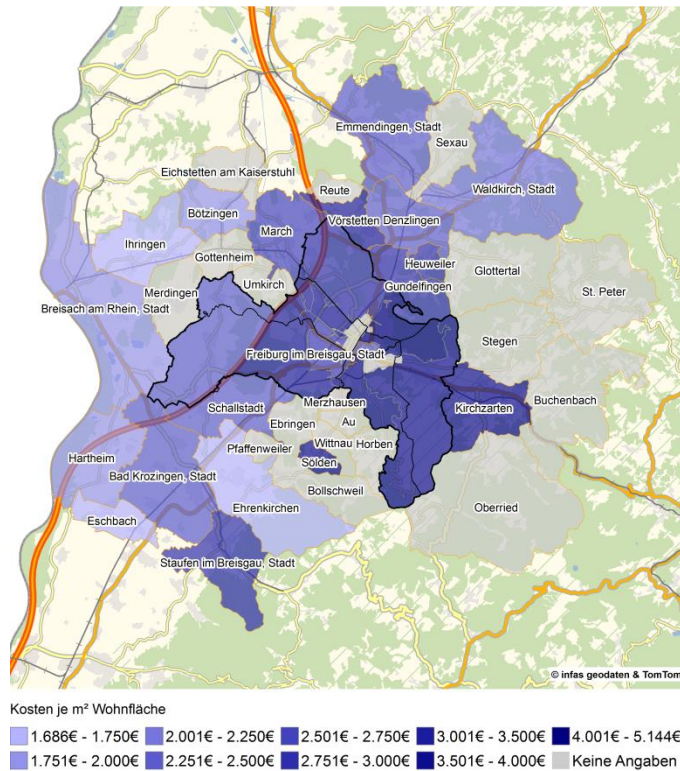 Emmendingen, Stadt
Sexau
Eichstetten am Kaiserstuhl
Reute
Waldkirch, Stadt
Bötzingen
Vörstetten Denzlingen
March
Ihringen
Gottenheim
Heuweiler
Glottertal
Umkirch
Gundelfingen
Merdingen
St. Peter
Breisach am Rhein, Stadt
Stegen
Freiburg im Breisgau, Stadt
Buchenbach
Merzhausen
Schallstadt
Kirchzarten
Ebringen
Au
Pfaffenweiler
Wittnau
Horben
Hartheim
Sölden
Bad Krozingen, Stadt
Bollschweil
Ehrenkirchen
Oberried
Eschbach
Staufen im Breisgau, Stadt
© infas geodaten & TomTom
Kosten je m² Wohnfläche
1.686€ - 1.750€ 2.001€ - 2.250€ 2.501€ - 2.750€ 3.001€ - 3.500€ 4.001€ - 5.144€
1.751€ - 2.000€ 2.251€ - 2.500€ 2.751€ - 3.000€ 3.501€ - 4.000€ Keine Angaben